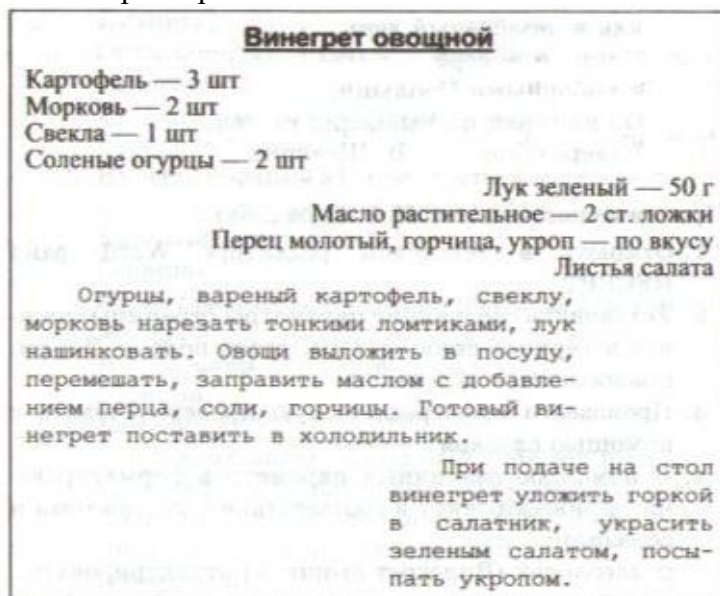 Винегрет овощной
Картофель — 3 шт
Морковь — 2 шт
Свекла — 1 шт
Соленые огурцы — 2 шт
Лук зеленый — 50 г
Масло растительное — 2 ст. ложки
Перец молотый, горчица, укроп — по вкусу
Листья салата
Огурцы, вареный картофель, свеклу,
морковь нарезать тонкими ломтиками, лук
нашинковать. Овощи выложить в посуду,
перемешать, заправить маслом с добавле-
нием перца, соли, горчицы. Готовый ви-
негрет поставить в холодильник.
При подаче на стол
винегрет уложить горкой
в салатник, украсить
зеленым салатом, посы-
пать укропом.